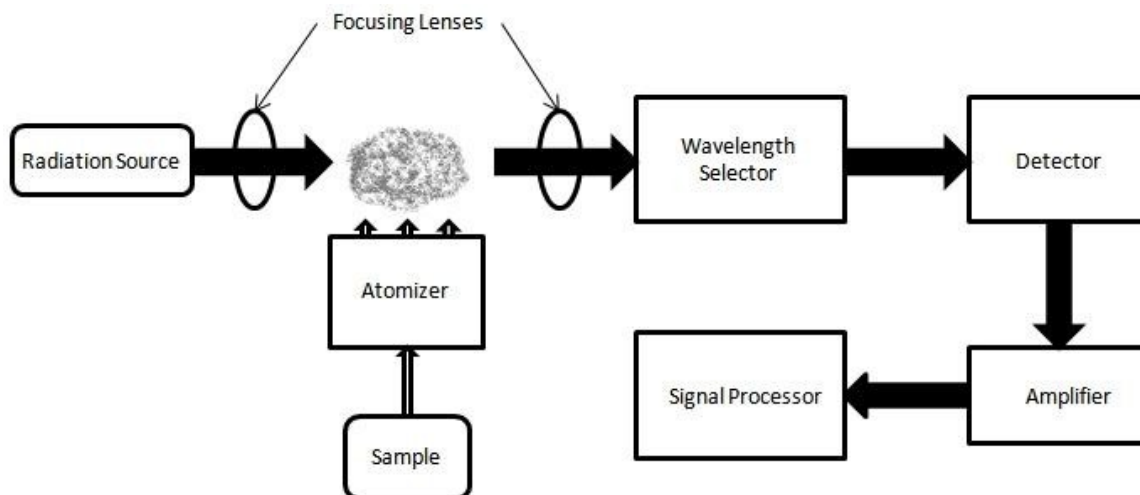 Focusing Lenses
Radiation Source
Wavelength
Selector
Detector
Atomizer
Signal Processor
Amplifier
Sample